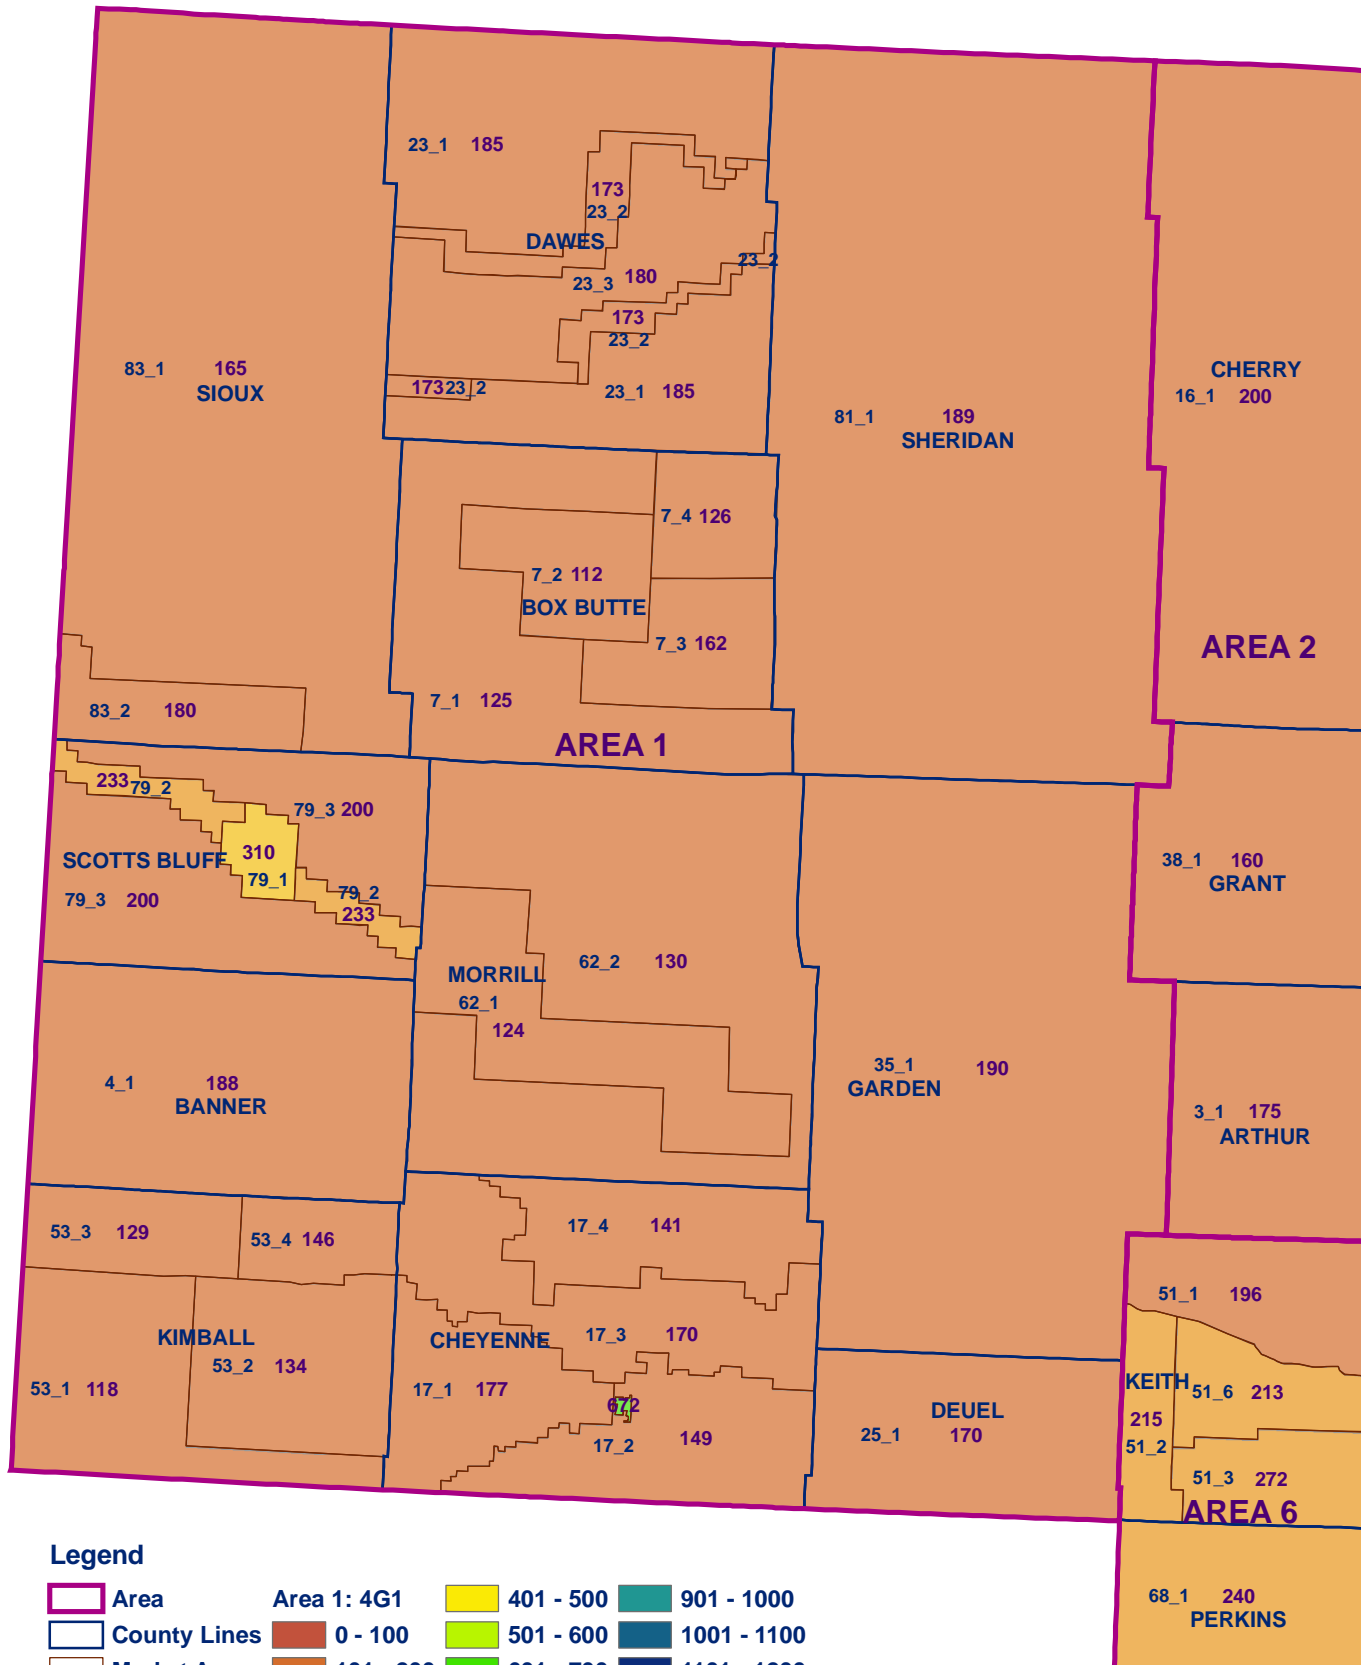 23_1 185
173
23_2
DAWES
23_2
23_3 180
173
23_2
83_1 165
SIOUX
173 23_2
23_1 185
81_1 189
SHERIDAN
CHERRY
16_1 200
7_4 126
7_2 112
BOX BUTTE
7_3 162
AREA 2
83_2 180
7_1 125
AREA 1
233 79_2
79_3 200
310
SCOTTS BLUFF
79_1
79_2
79_3 200
233
38_1 160
GRANT
62_2 130
MORRILL
62_1
124
35_1 190
GARDEN
4_1 188
BANNER
3_1 175
ARTHUR
53_3 129
53_4 146
17_4 141
51_1 196
KIMBALL
CHEYENNE
17_3 170
53_2 134
53_1 118
17_1 177
672
17_2 149
DEUEL
25_1 170
KEITH
51_6 213
215
51_2
51_3 272
AREA 6
68_1 240
PERKINS
Legend
Area
Area 1: 4G1
401 - 500
901 - 1000
County Lines
0 - 100
501 - 600
1001 - 1100